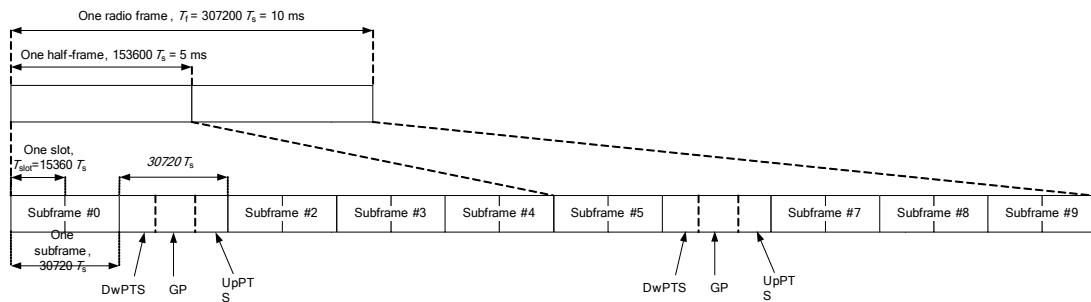 One radio frame, Tf = 307200 Ts = 10 ms
One half-frame, 153600 Ts = 5 ms
One slot,
Tslot=15360 Ts
30720 Ts
Subframe #0
Subframe #2
Subframe #3
Subframe #4
Subframe #5
Subframe #7
Subframe #8
Subframe #9
One
subframe,
30720 Ts
DwPTS
GP
UpPT
S
DwPTS
GP
UpPT
S